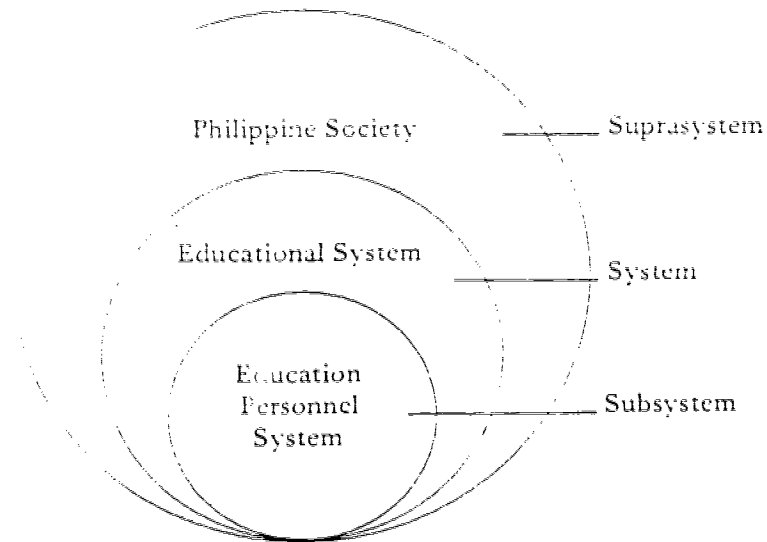 Philippine Society
Suprasystem
Educational System
System
Education
Personnel
System
Subsystem